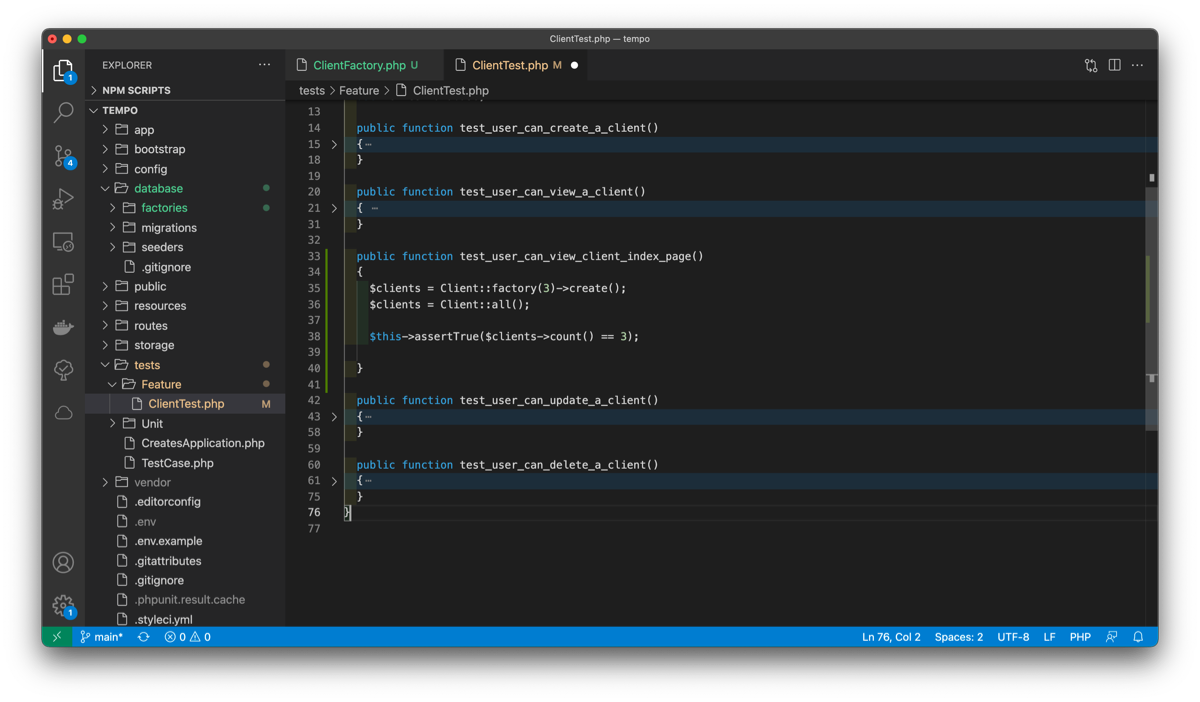 ClientTest.php — tempo
EXPLORER
ClientFactory.php U
ClientTest.php M
NPM SCRIPTS
tests > Feature > ClientTest.php
TEMPO
app
bootstrap
config
database
factories
migrations
seeders
.gitignore
public
resources
routes
storage
tests
Feature
ClientTest.php M
Unit
CreatesApplication.php
TestCase.php
vendor
.editorconfig
.env
.env.example
.gitattributes
.gitignore
.phpunit.result.cache
.styleci.yml
1
4
1
13
14 public function test_user_can_create_a_client()
15 {⋯
18 }
19
20 public function test_user_can_view_a_client()
21 { ⋯
31 }
32
33 public function test_user_can_view_client_index_page()
34 {
35 $clients = Client::factory(3)->create();
36 $clients = Client::all();
37
38 $this->assertTrue($clients->count() == 3);
39
40 }
41
42 public function test_user_can_update_a_client()
43 {⋯
58 }
59
60 public function test_user_can_delete_a_client()
61 {⋯
75 }
76 }
77
main* 0 0 Ln 76, Col 2 Spaces: 2 UTF-8 LF PHP